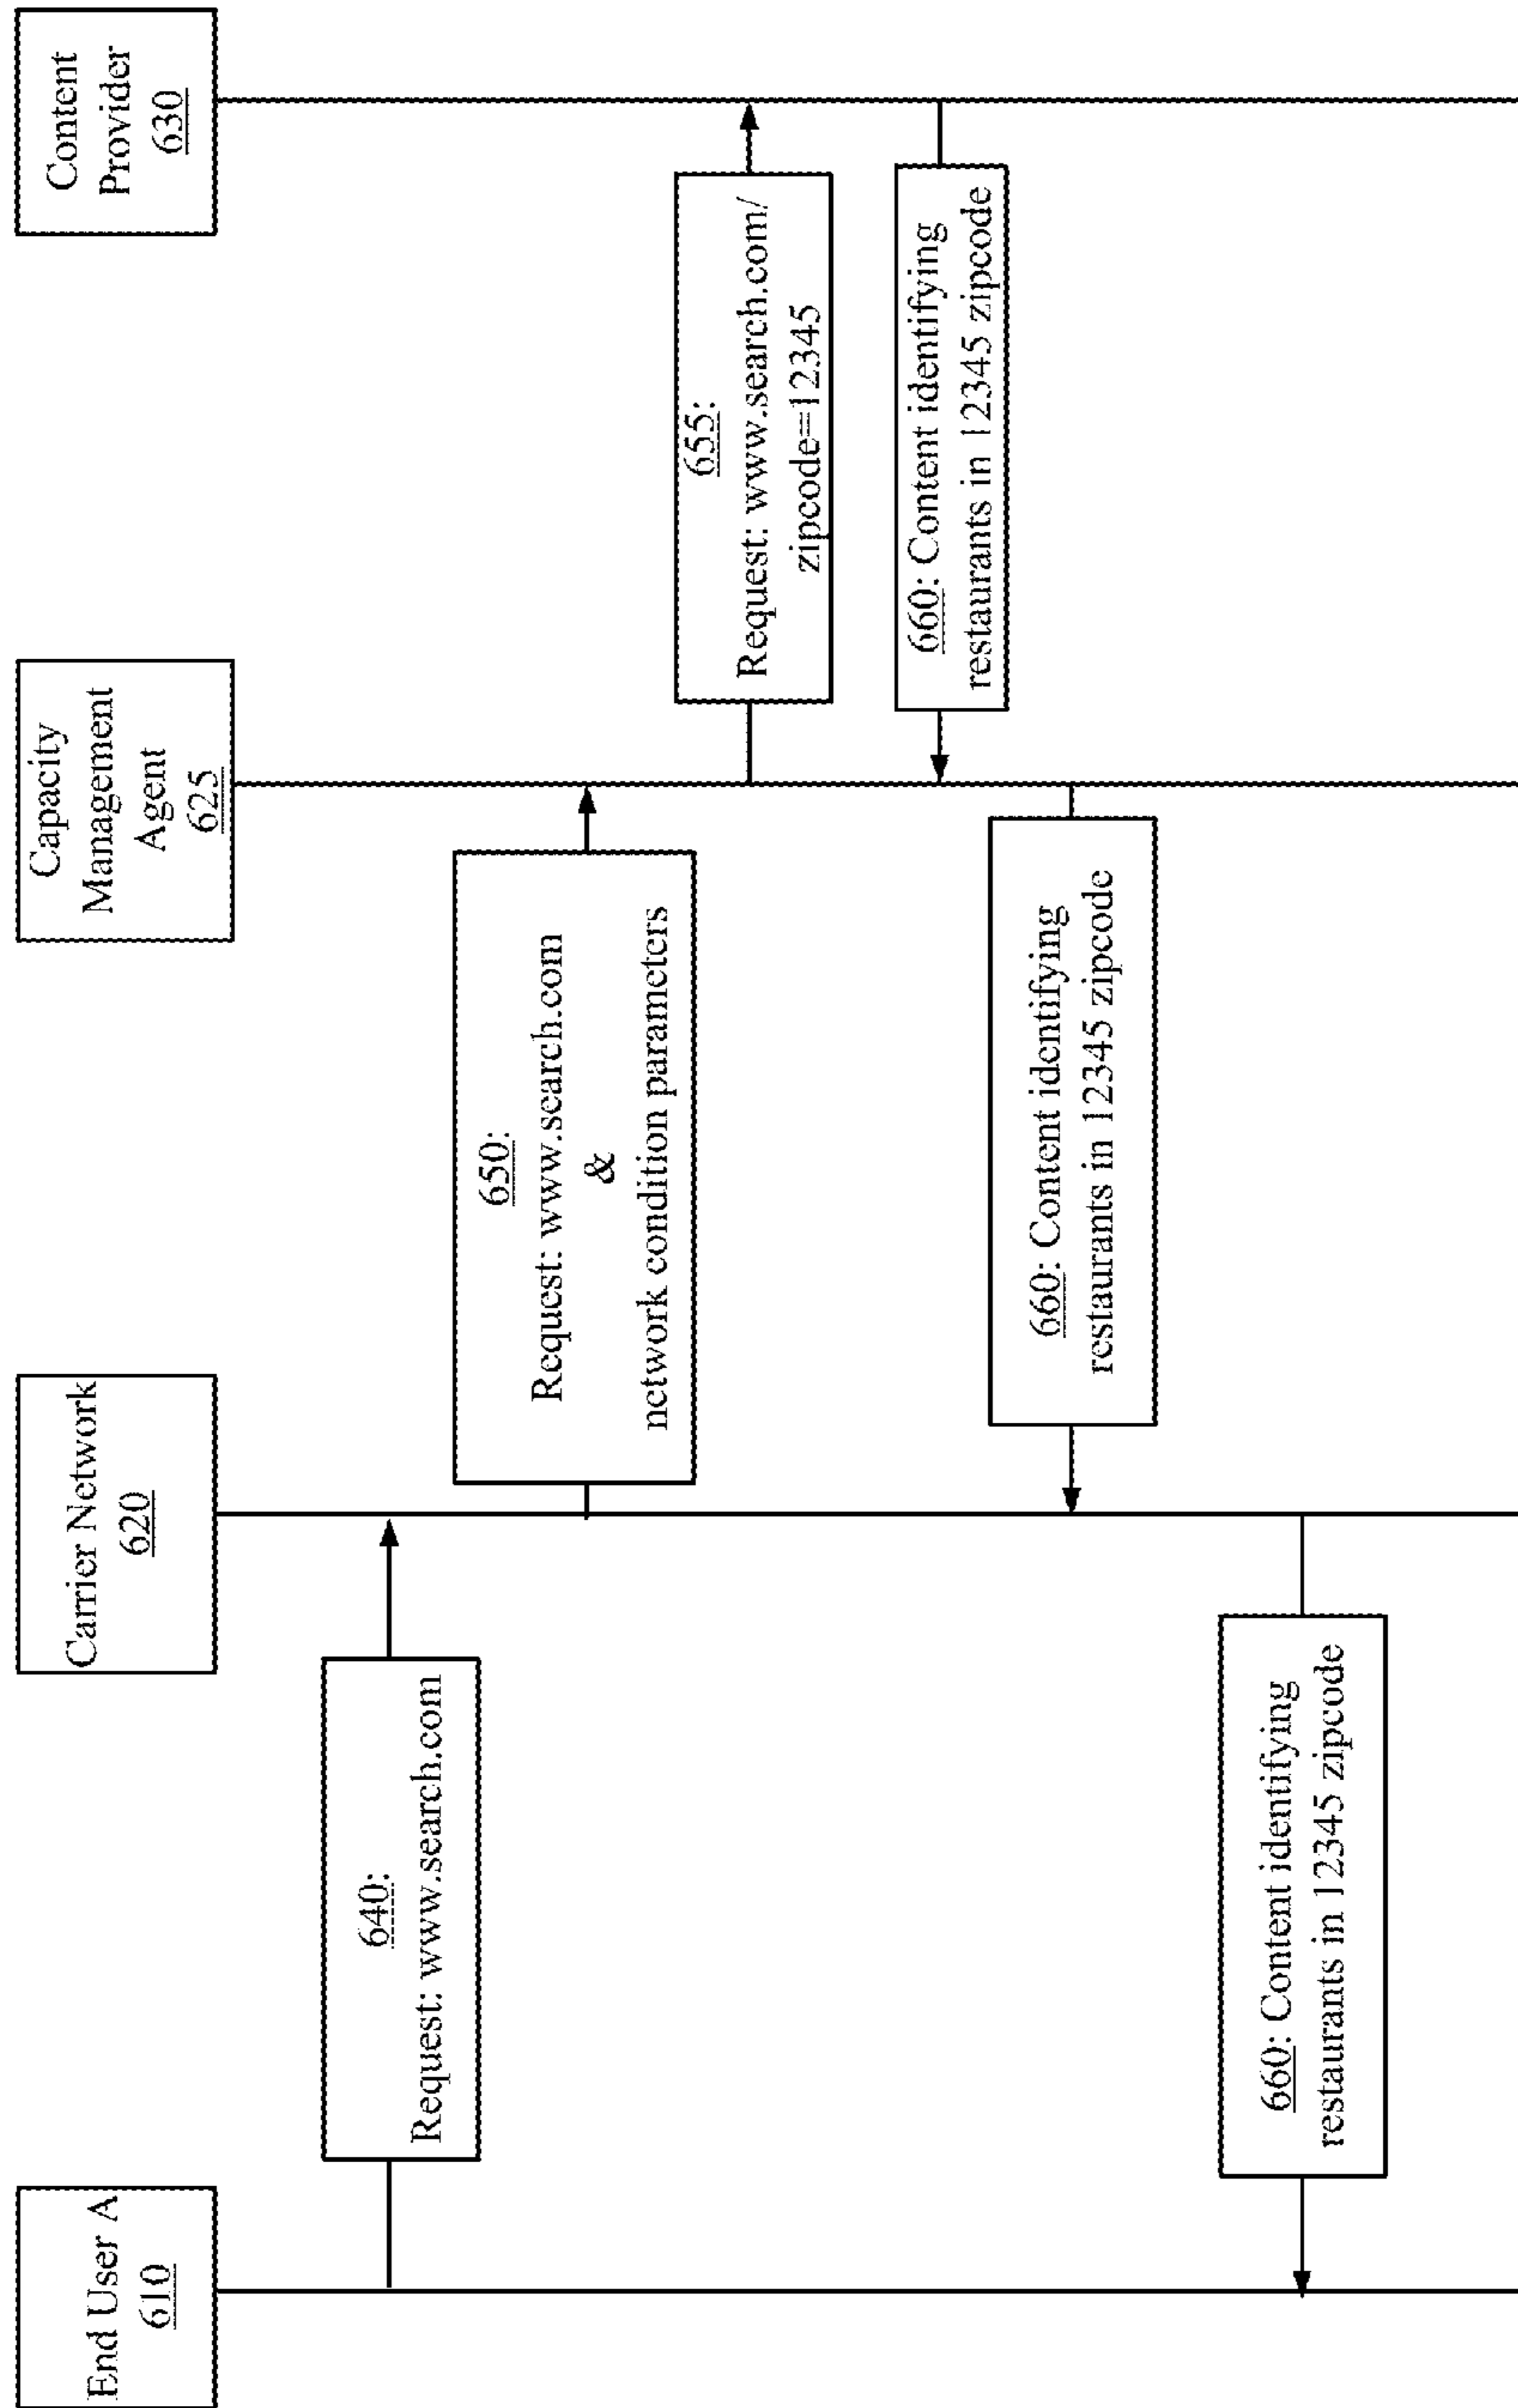 End User A
610
Carrier Network
620
Capacity
Management
Agent
625
Content
Provider
630
640:
Request: www.search.com
650:
Request: www.search.com
&
network condition parameters
655:
Request: www.search.com/
zipcode=12345
660: Content identifying
restaurants in 12345 zipcode
660: Content identifying
restaurants in 12345 zipcode
660: Content identifying
restaurants in 12345 zipcode